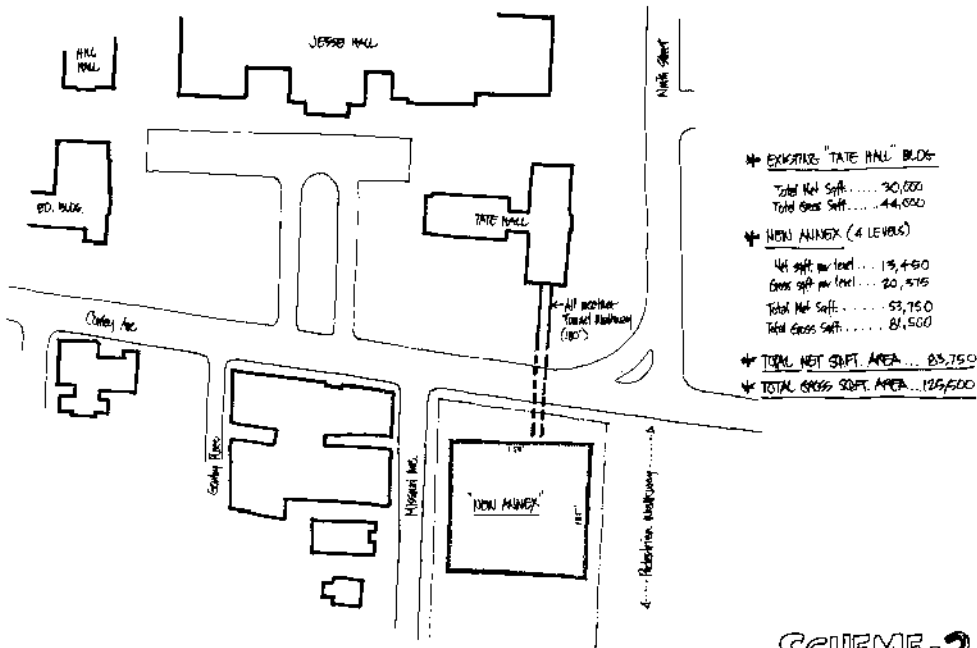 HILL
HALL
JESSE HALL
Ninth Street
ED. BLDG.
TATE HALL
* EXISTING "TATE HALL" BLDG
Total Net Sqft...... 30,000
Total Gross Sqft..... 44,000
* NEW ANNEX (4 LEVELS)
Net sqft per level... 13,450
Gross sqft per level... 20,375
Total Net Sqft..... 53,750
Total Gross Sqft..... 81,500
* TOTAL NET SQFT. AREA... 83,750
* TOTAL GROSS SQFT. AREA...125,500
All weather
Tunnel Walkway
(180')
Conley Ave
Missouri Ave.
"NEW ANNEX"
Pedestrian Walkway
SCHEME-2